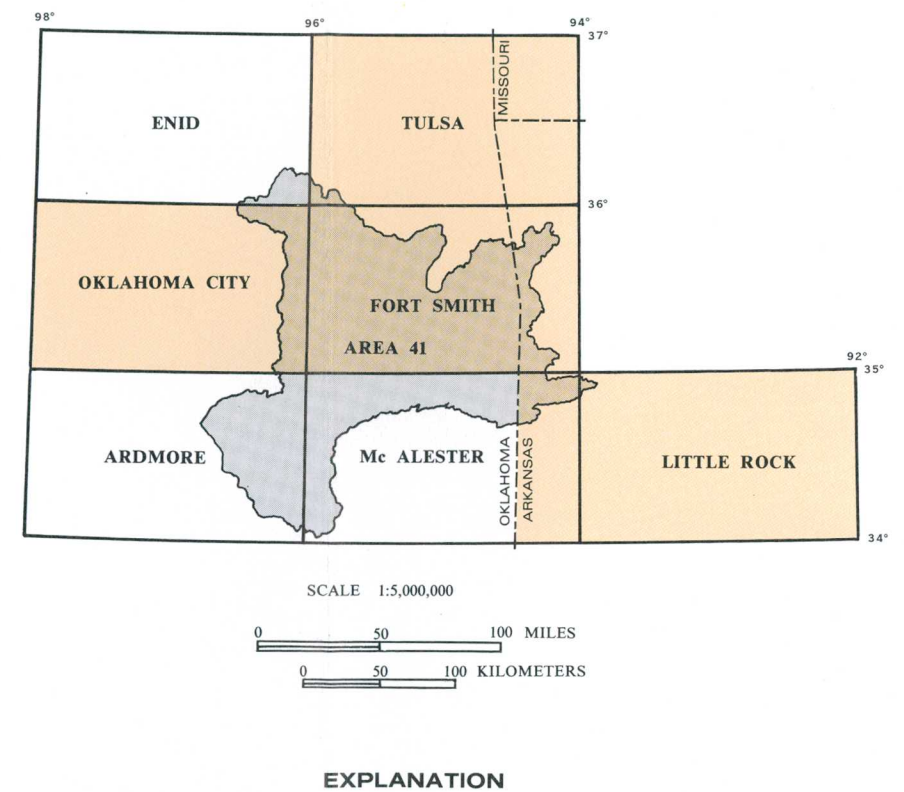 98°
96°
94°
37°
MISSOURI
ENID
TULSA
36°
OKLAHOMA CITY
FORT SMITH
AREA 41
92°
35°
ARDMORE
Mc ALESTER
OKLAHOMA
ARKANSAS
LITTLE ROCK
34°
SCALE 1:5,000,000
0 50 100 MILES
0 50 100 KILOMETERS
EXPLANATION